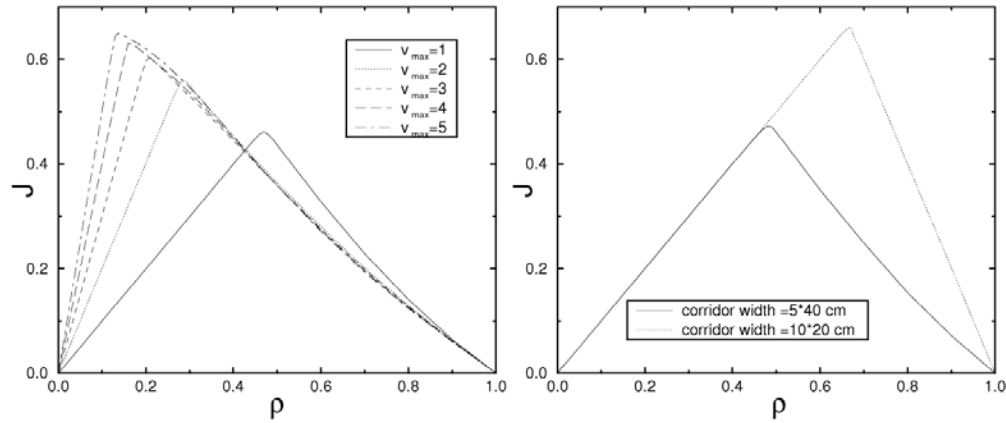 0.6
0.4
0.2
0.0
J
0.0 0.2 0.4 0.6 0.8 1.0
ρ
v_max=1
v_max=2
v_max=3
v_max=4
v_max=5
0.6
0.4
0.2
0.0
J
0.0 0.2 0.4 0.6 0.8 1.0
ρ
corridor width =5*40 cm
corridor width =10*20 cm